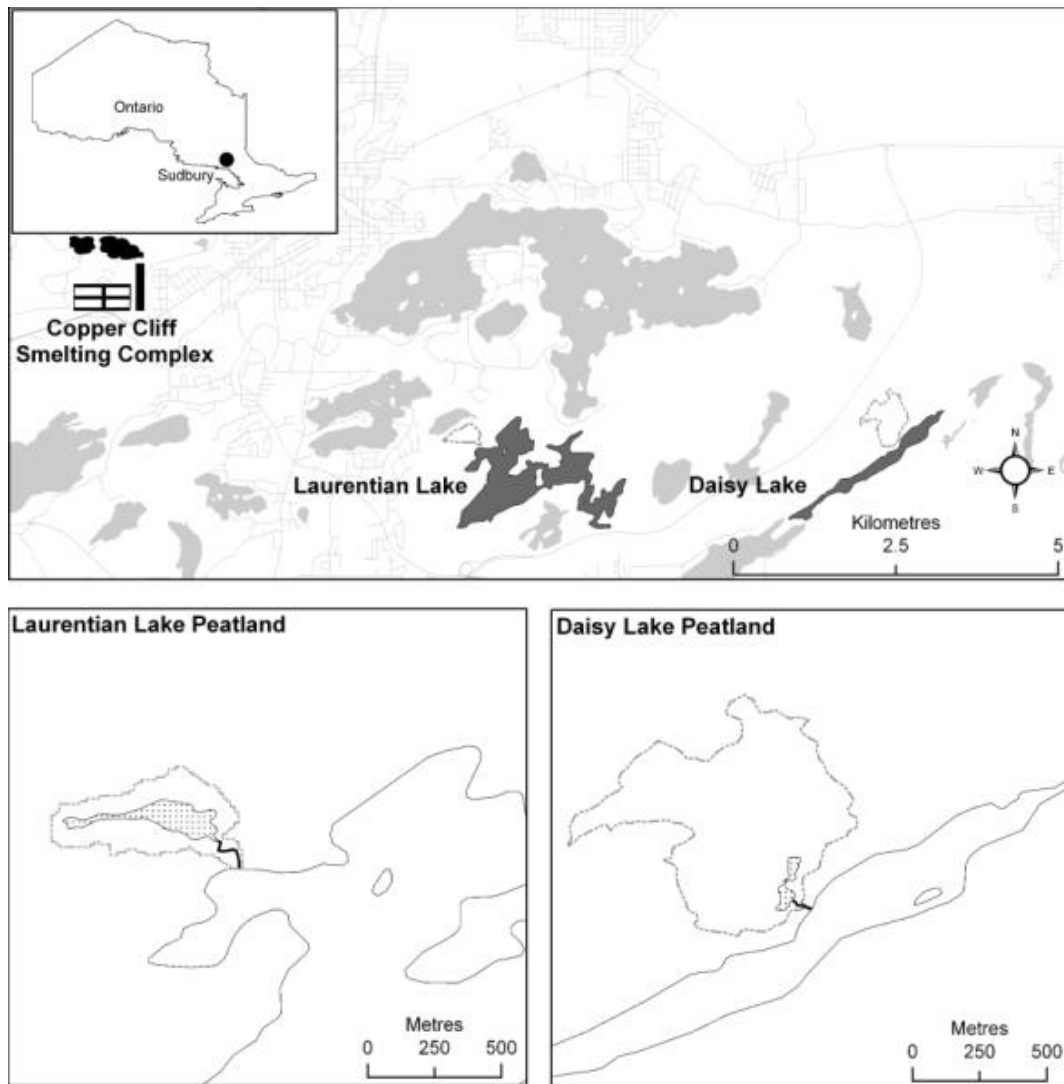 Ontario
Sudbury
Copper Cliff
Smelting Complex
Laurentian Lake
Daisy Lake
N
W
E
S
Kilometres
0
2.5
5
Laurentian Lake Peatland
Metres
0
250
500
Daisy Lake Peatland
Metres
0
250
500